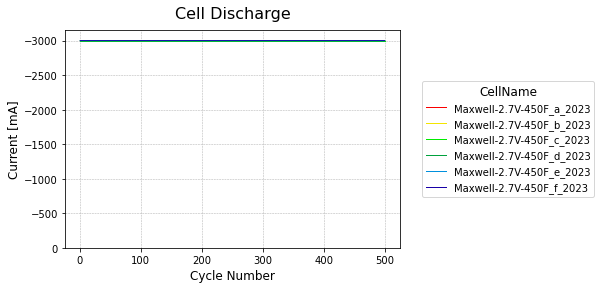 Cell Discharge
−3000
−2500
−2000
−1500
−1000
−500
0
Current [mA]
0 100 200 300 400 500
Cycle Number
CellName
Maxwell-2.7V-450F_a_2023
Maxwell-2.7V-450F_b_2023
Maxwell-2.7V-450F_c_2023
Maxwell-2.7V-450F_d_2023
Maxwell-2.7V-450F_e_2023
Maxwell-2.7V-450F_f_2023